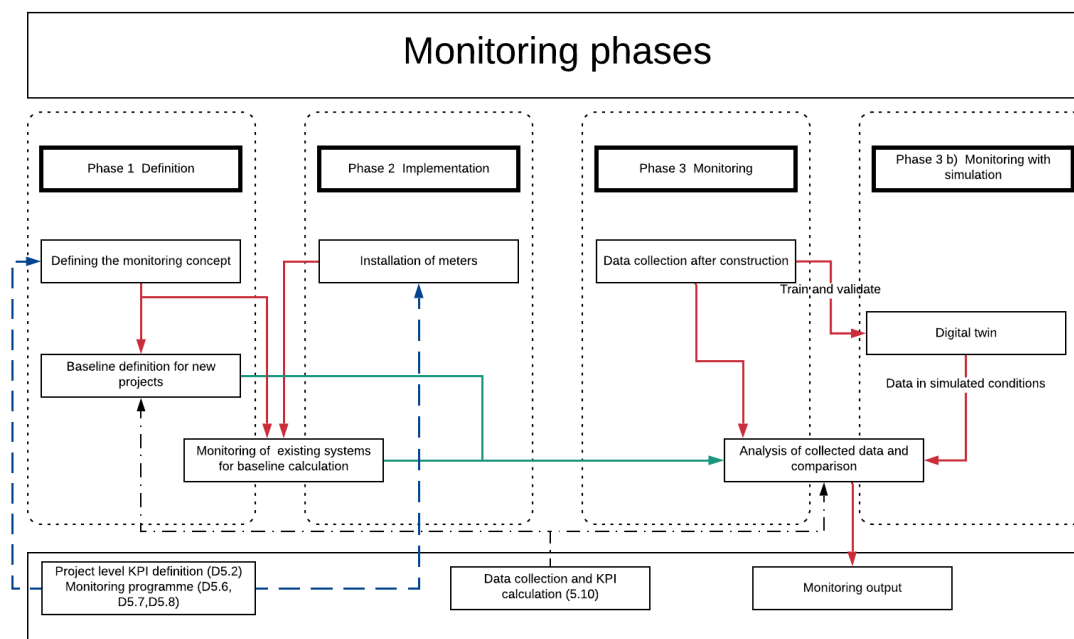 Monitoring phases
Phase 1  Definition
Phase 2  Implementation
Phase 3  Monitoring
Phase 3 b) Monitoring with
simulation
Defining the monitoring concept
Installation of meters
Data collection after construction
Train and validate
Digital twin
Baseline definition for new
projects
Data in simulated conditions
Monitoring of  existing systems
for baseline calculation
Analysis of collected data and
comparison
Project level KPI definition (D5.2)
Monitoring programme (D5.6,
D5.7,D5.8)
Data collection and KPI
calculation (5.10)
Monitoring output